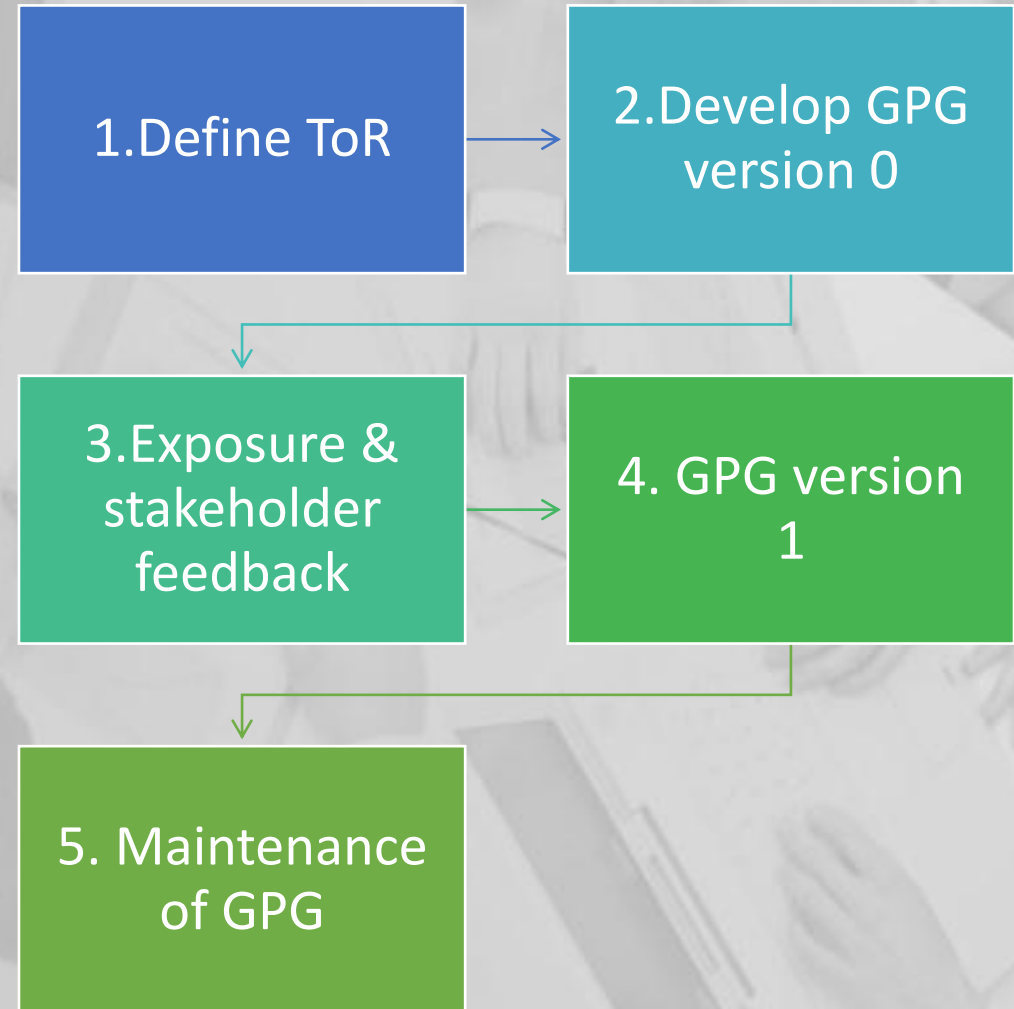 1.Define ToR
2.Develop GPG
version 0
3.Exposure &
stakeholder
feedback
4. GPG version
1
5. Maintenance
of GPG